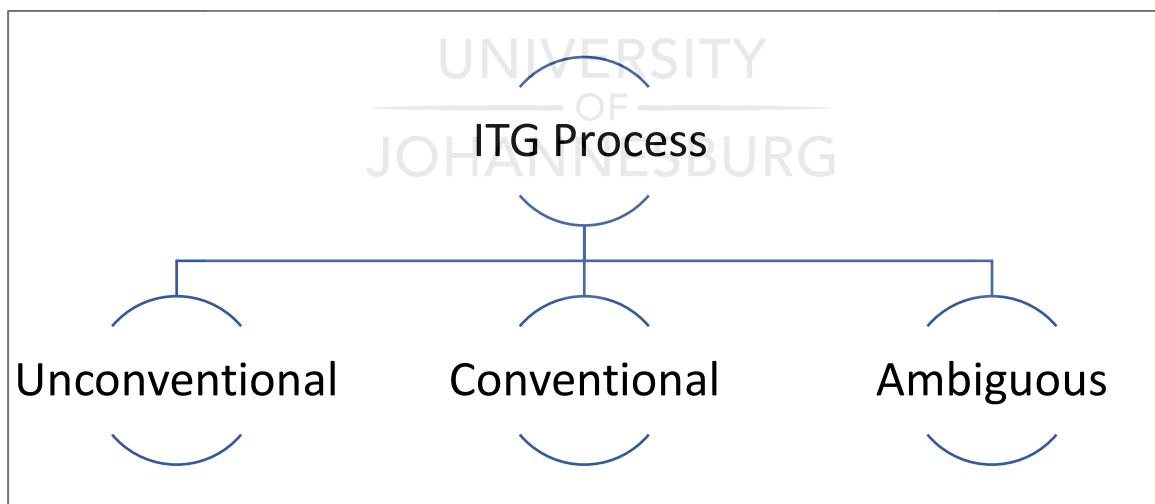 UNIVERSITY
OF
JOHANNESBURG
ITG Process
Unconventional Conventional Ambiguous